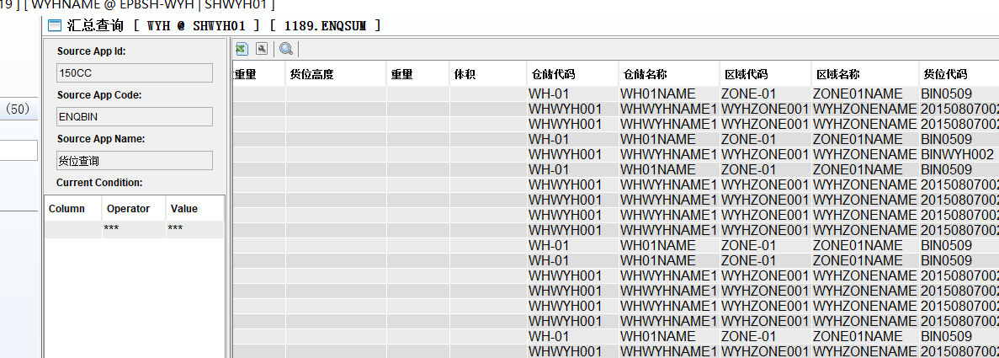 19 ] [ WYHNAME @ EPBSH-WYH | SHWYH01 ]
汇总查询 [ WYH @ SHWYH01 ] [ 1189.ENQSUM ]
Source App Id:
150CC
Source App Code:
ENQBIN
Source App Name:
货位查询
Current Condition:
Column Operator Value
*** ***
(50)
重量 货位高度 重量 体积 仓储代码 仓储名称 区域代码 区域名称 货位代码
WH-01 WH01NAME ZONE-01 ZONE01NAME BIN0509
WHWYH001 WHWYHNAME1 WYHZONE001 WYHZONENAME 20150807002
WHWYH001 WHWYHNAME1 WYHZONE001 WYHZONENAME 20150807002
WH-01 WH01NAME ZONE-01 ZONE01NAME BIN0509
WHWYH001 WHWYHNAME1 WYHZONE001 WYHZONENAME BINWYH002
WH-01 WH01NAME ZONE-01 ZONE01NAME BIN0509
WHWYH001 WHWYHNAME1 WYHZONE001 WYHZONENAME 20150807002
WHWYH001 WHWYHNAME1 WYHZONE001 WYHZONENAME 20150807002
WHWYH001 WHWYHNAME1 WYHZONE001 WYHZONENAME 20150807002
WHWYH001 WHWYHNAME1 WYHZONE001 WYHZONENAME 20150807002
WH-01 WH01NAME ZONE-01 ZONE01NAME BIN0509
WH-01 WH01NAME ZONE-01 ZONE01NAME BIN0509
WHWYH001 WHWYHNAME1 WYHZONE001 WYHZONENAME 20150807002
WHWYH001 WHWYHNAME1 WYHZONE001 WYHZONENAME 20150807002
WHWYH001 WHWYHNAME1 WYHZONE001 WYHZONENAME 20150807002
WHWYH001 WHWYHNAME1 WYHZONE001 WYHZONENAME 20150807002
WH-01 WH01NAME ZONE-01 ZONE01NAME BIN0509
WHWYH001 WHWYHNAME1 WYHZONE001 WYHZONENAME 20150807002